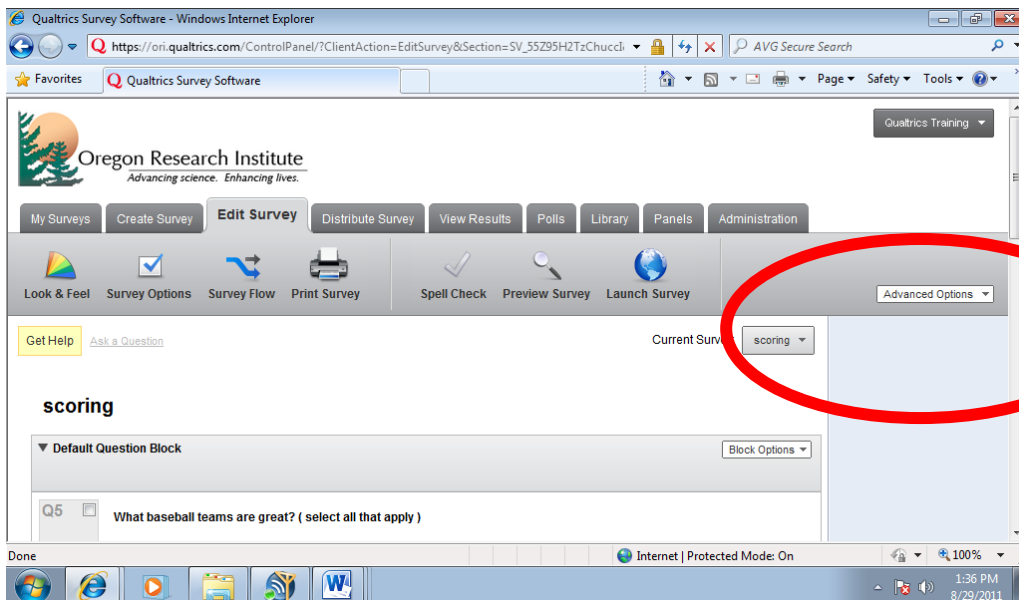 Qualtrics Survey Software - Windows Internet Explorer
https://ori.qualtrics.com/ControlPanel/?ClientAction=EditSurvey&Section=SV_55Z95H2TzChuccI
AVG Secure Search
Favorites
Qualtrics Survey Software
Page Safety Tools
Oregon Research Institute
Advancing science. Enhancing lives.
Qualtrics Training
My Surveys Create Survey Edit Survey Distribute Survey View Results Polls Library Panels Administration
Look & Feel Survey Options Survey Flow Print Survey Spell Check Preview Survey Launch Survey
Advanced Options
Get Help Ask a Question
Current Surv scoring
scoring
Default Question Block
Block Options
Q5
What baseball teams are great? ( select all that apply )
Done
Internet | Protected Mode: On
100%
W
1:36 PM
8/29/2011